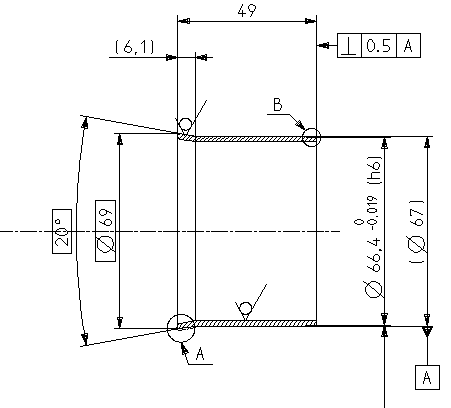 49
(6,1)
⊥ 0.5 A
B
20°
Ø 69
Ø 66,4 0 -0.019 (h6)
(Ø 67)
A
A